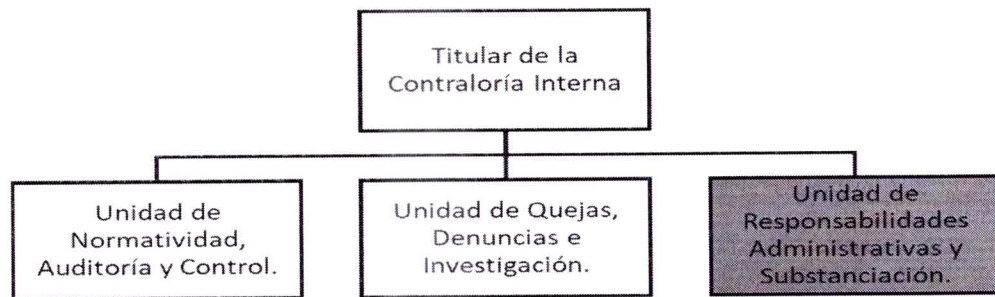 Titular de la
Contraloría Interna
Unidad de
Normatividad,
Auditoría y Control.
Unidad de Quejas,
Denuncias e
Investigación.
Unidad de
Responsabilidades
Administrativas y
Substanciación.